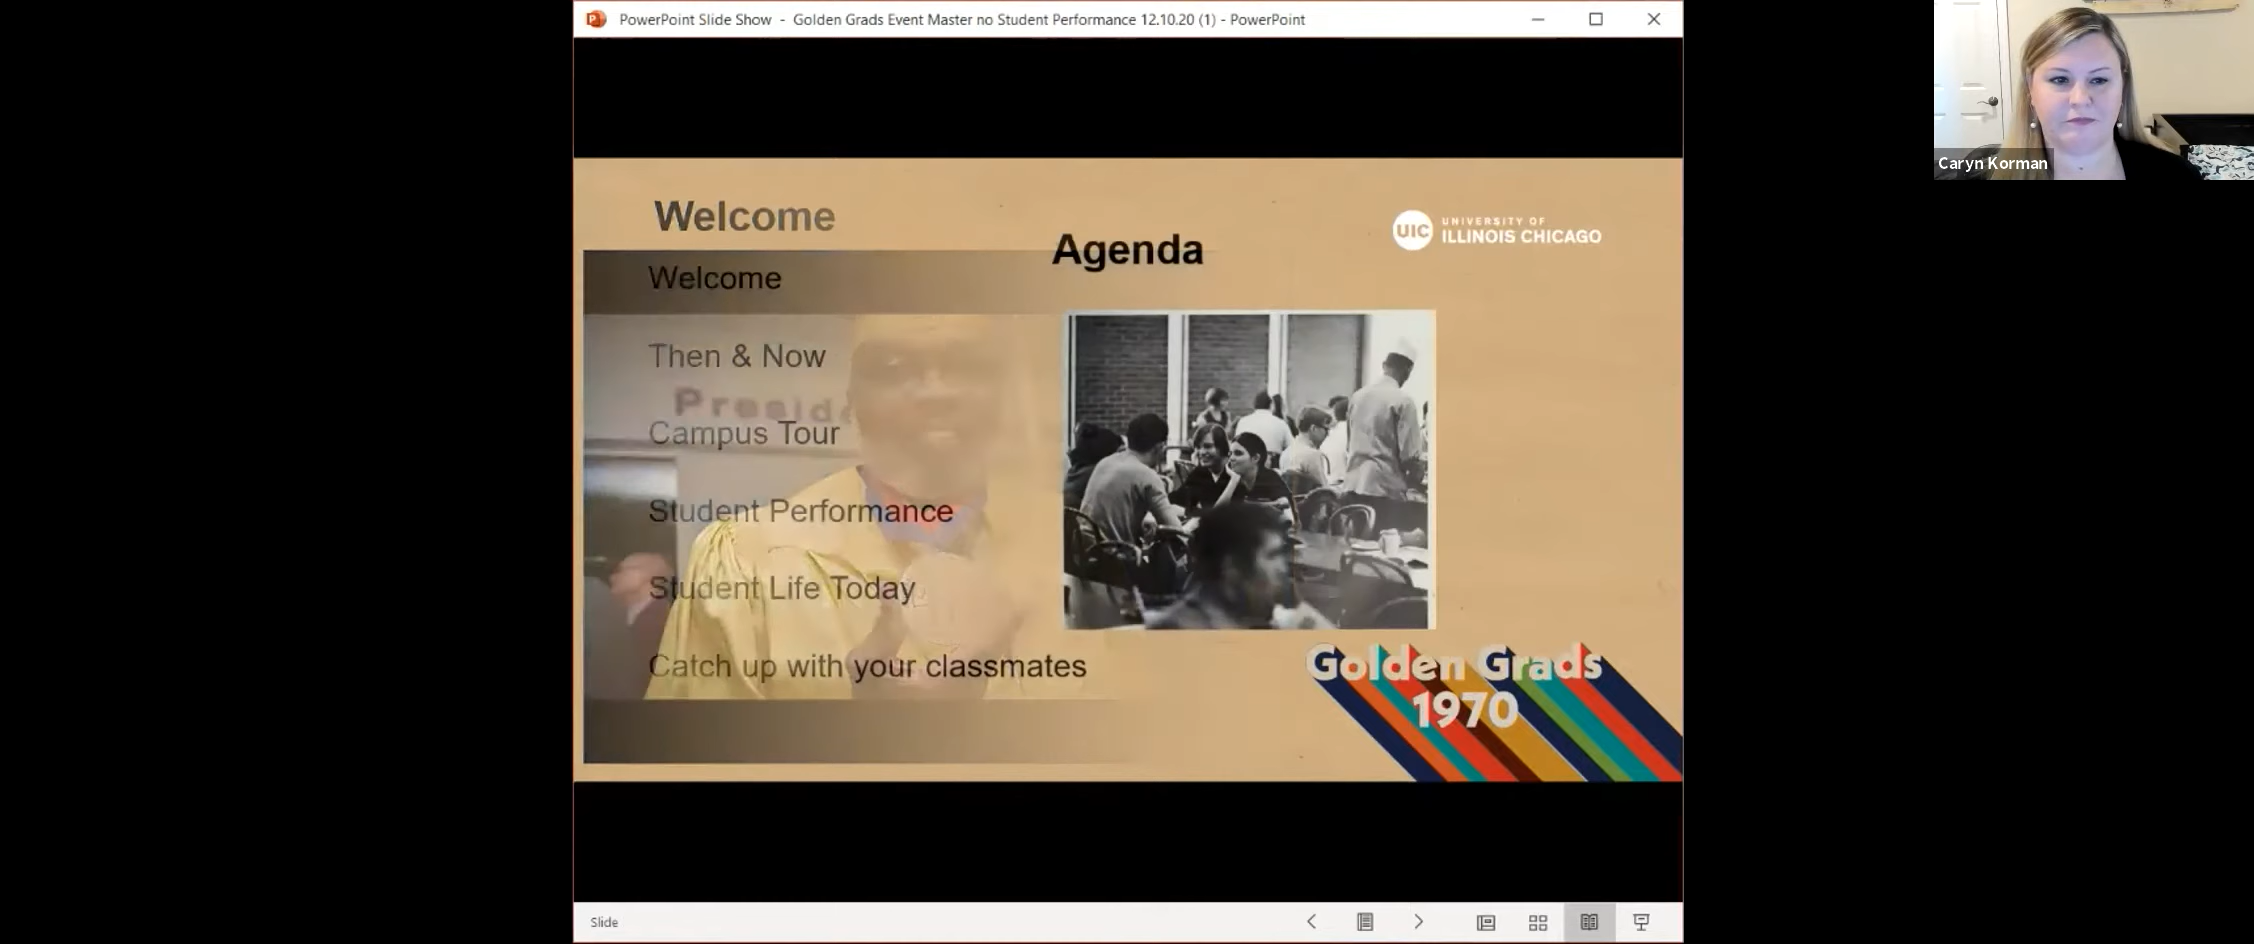 PowerPoint Slide Show - Golden Grads Event Master no Student Performance 12.10.20 (1) - PowerPoint
Caryn Korman
Welcome
Agenda
UIC
UNIVERSITY OF
ILLINOIS CHICAGO
Welcome
Then & Now
Presid
Campus Tour
Student Performance
Student Life Today
Catch up with your classmates
Golden Grads
1970
Slide